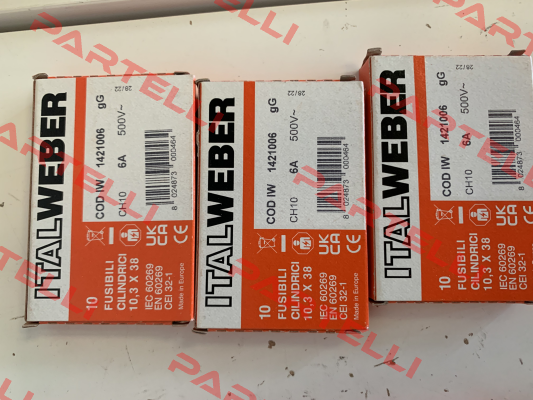 ITALWEBER
COD IW 1421006 gG
28/22
CH10 6A 500V~
8 024873 000464
UK CA CE
10
FUSIBILI
CILINDRICI
10,3 X 38
IEC 60269
EN 60269
CEI 32-1
Made in Europe
ITALWEBER
COD IW 1421006 gG
28/22
CH10 6A 500V~
8 024873 000464
UK CA CE
10
FUSIBILI
CILINDRICI
10,3 X 38
IEC 60269
EN 60269
CEI 32-1
Made in Europe
ITALWEBER
COD IW 1421006 gG
28/22
CH10 6A 500V~
8 024873 000464
UK CA CE
10
FUSIBILI
CILINDRICI
10,3 X 38
IEC 60269
EN 60269
CEI 32-1
Made in Europe
PARTELLI
PARTELLI
PARTELLI
PARTELLI